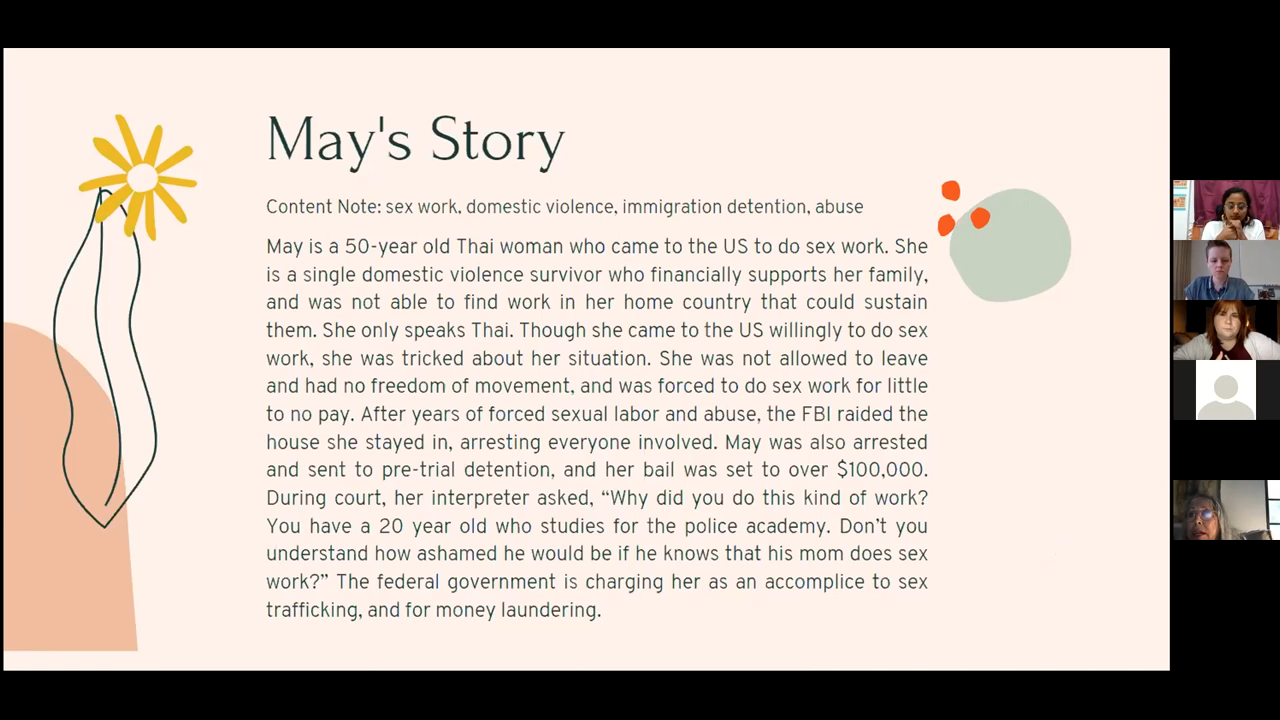 May's Story
Content Note: sex work, domestic violence, immigration detention, abuse
May is a 50-year old Thai woman who came to the US to do sex work. She
is a single domestic violence survivor who financially supports her family,
and was not able to find work in her home country that could sustain
them. She only speaks Thai. Though she came to the US willingly to do sex
work, she was tricked about her situation. She was not allowed to leave
and had no freedom of movement, and was forced to do sex work for little
to no pay. After years of forced sexual labor and abuse, the FBI raided the
house she stayed in, arresting everyone involved. May was also arrested
and sent to pre-trial detention, and her bail was set to over $100,000.
During court, her interpreter asked, “Why did you do this kind of work?
You have a 20 year old who studies for the police academy. Don’t you
understand how ashamed he would be if he knows that his mom does sex
work?” The federal government is charging her as an accomplice to sex
trafficking, and for money laundering.